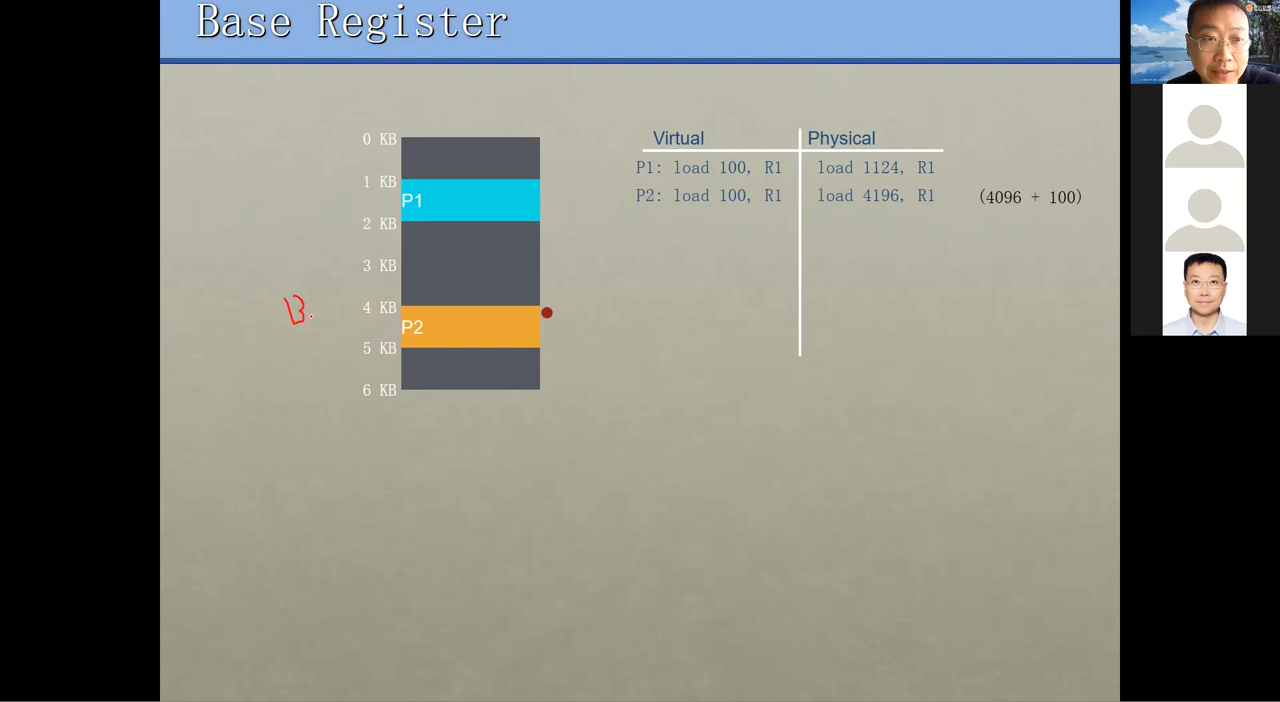 Base Register
0 KB
1 KB
2 KB
3 KB
4 KB
5 KB
6 KB
P1
P2
B.
Virtual Physical
P1: load 100, R1 load 1124, R1
P2: load 100, R1 load 4196, R1 (4096 + 100)